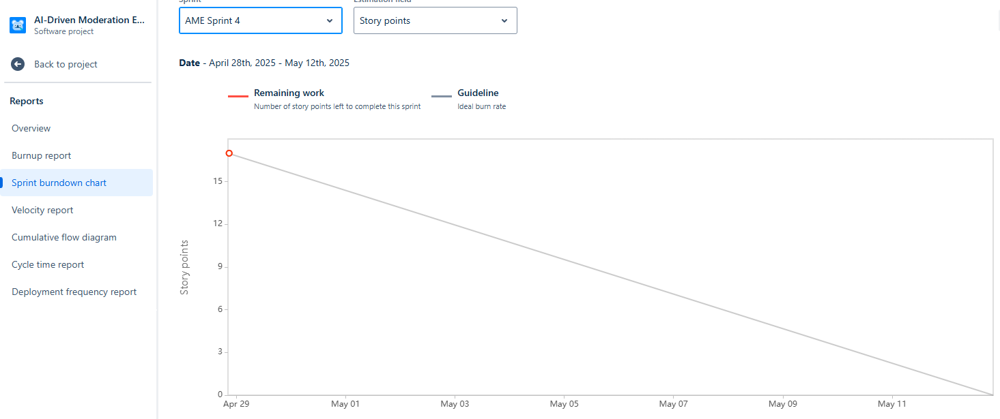 AI-Driven Moderation E...
Software project
Back to project
Reports
Overview
Burnup report
Sprint burndown chart
Velocity report
Cumulative flow diagram
Cycle time report
Deployment frequency report
Sprint
Estimation field
AME Sprint 4
Story points
Date - April 28th, 2025 - May 12th, 2025
Remaining work
Number of story points left to complete this sprint
Guideline
Ideal burn rate
Story points
15
12
9
6
3
0
Apr 29
May 01
May 03
May 05
May 07
May 09
May 11